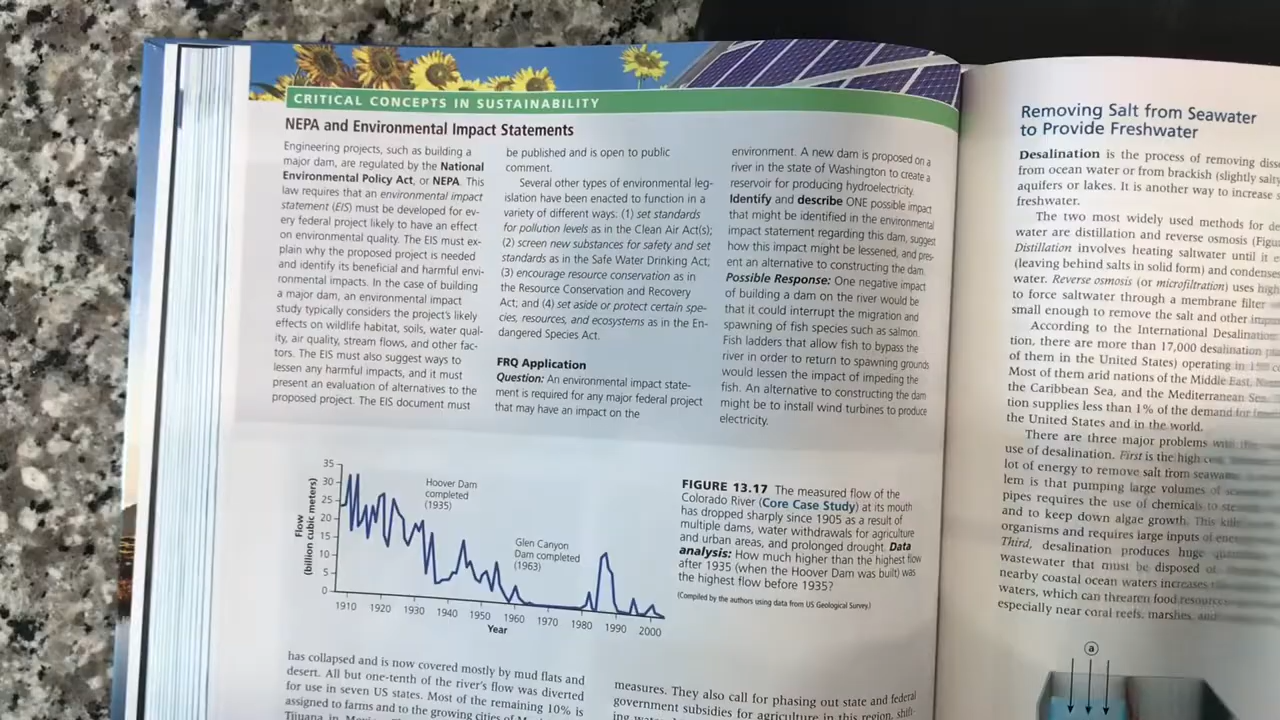 CRITICAL CONCEPTS IN SUSTAINABILITY
NEPA and Environmental Impact Statements
Engineering projects, such as building a
major dam, are regulated by the National
Environmental Policy Act, or NEPA. This
law requires that an environmental impact
statement (EIS) must be developed for ev-
ery federal project likely to have an effect
on environmental quality. The EIS must ex-
plain why the proposed project is needed
and identify its beneficial and harmful envi-
ronmental impacts. In the case of building
a major dam, an environmental impact
study typically considers the project's likely
effects on wildlife habitat, soils, water qual-
ity, air quality, stream flows, and other fac-
tors. The EIS must also suggest ways to
lessen any harmful impacts, and it must
present an evaluation of alternatives to the
proposed project. The EIS document must
be published and is open to public
comment.
Several other types of environmental leg-
islation have been enacted to function in a
variety of different ways: (1) set standards
for pollution levels as in the Clean Air Act(s);
(2) screen new substances for safety and set
standards as in the Safe Water Drinking Act;
(3) encourage resource conservation as in
the Resource Conservation and Recovery
Act; and (4) set aside or protect certain spe-
cies, resources, and ecosystems as in the En-
dangered Species Act.
FRQ Application
Question: An environmental impact state-
ment is required for any major federal project
that may have an impact on the
environment. A new dam is proposed on a
river in the state of Washington to create a
reservoir for producing hydroelectricity.
Identify and describe ONE possible impact
that might be identified in the environmental
impact statement regarding this dam, suggest
how this impact might be lessened, and pres-
ent an alternative to constructing the dam.
Possible Response: One negative impact
of building a dam on the river would be
that it could interrupt the migration and
spawning of fish species such as salmon.
Fish ladders that allow fish to bypass the
river in order to return to spawning grounds
would lessen the impact of impeding the
fish. An alternative to constructing the dam
might be to install wind turbines to produce
electricity.
Flow
(billion cubic meters)
35
30
25
20
15
10
5
0
Hoover Dam
completed
(1935)
Glen Canyon
Dam completed
(1963)
1910 1920 1930 1940 1950 1960 1970 1980 1990 2000
Year
FIGURE 13.17 The measured flow of the
Colorado River (Core Case Study) at its mouth
has dropped sharply since 1905 as a result of
multiple dams, water withdrawals for agriculture
and urban areas, and prolonged drought. Data
analysis: How much higher than the highest flow
after 1935 (when the Hoover Dam was built) was
the highest flow before 1935?
(Compiled by the authors using data from US Geological Survey.)
has collapsed and is now covered mostly by mud flats and
desert. All but one-tenth of the river's flow was diverted
for use in seven US states. Most of the remaining 10% is
assigned to farms and to the growing cities of
Tijuana in
measures. They also call for phasing out state and federal
government subsidies for agriculture in this region, shift-
Removing Salt from Seawater
to Provide Freshwater
Desalination is the process of removing
from ocean water or from brackish (slightly
aquifers or lakes. It is another way to increase
freshwater.
The two most widely used methods for
water are distillation and reverse osmosis
Distillation involves heating saltwater until it
(leaving behind salts in solid form) and
water. Reverse osmosis (or microfiltration) uses
to force saltwater through a membrane filter
small enough to remove the salt and other
According to the International
tion, there are more than 17,000 desalination
of them in the United States) operating in
Most of them arid nations of the Middle East,
the Caribbean Sea, and the Mediterranean Sea.
tion supplies less than 1% of the demand for
the United States and in the world.
There are three major problems
use of desalination. First is the high
lot of energy to remove salt from
lem is that pumping large volumes of
pipes requires the use of chemicals to
and to keep down algae growth. This
organisms and requires large inputs of
Third, desalination produces huge
wastewater that must be disposed
nearby coastal ocean waters increases
waters, which can threaten food
especially near coral reefs, marshes, and
a